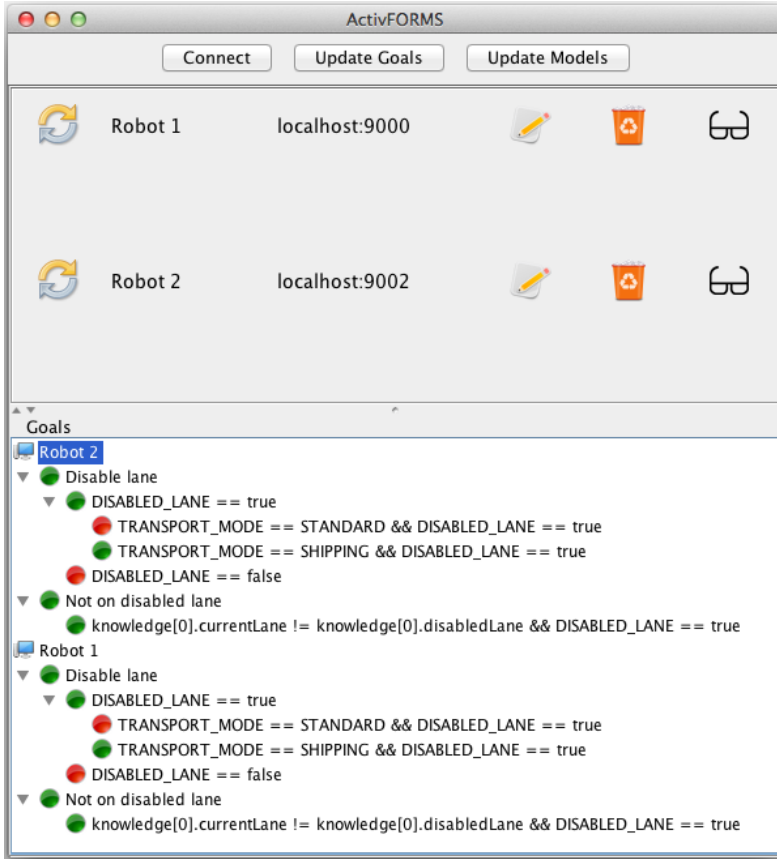 ActivFORMS
Connect Update Goals Update Models
Robot 1 localhost:9000
Robot 2 localhost:9002
Goals
Robot 2
Disable lane
DISABLED_LANE == true
TRANSPORT_MODE == STANDARD && DISABLED_LANE == true
TRANSPORT_MODE == SHIPPING && DISABLED_LANE == true
DISABLED_LANE == false
Not on disabled lane
knowledge[0].currentLane != knowledge[0].disabledLane && DISABLED_LANE == true
Robot 1
Disable lane
DISABLED_LANE == true
TRANSPORT_MODE == STANDARD && DISABLED_LANE == true
TRANSPORT_MODE == SHIPPING && DISABLED_LANE == true
DISABLED_LANE == false
Not on disabled lane
knowledge[0].currentLane != knowledge[0].disabledLane && DISABLED_LANE == true